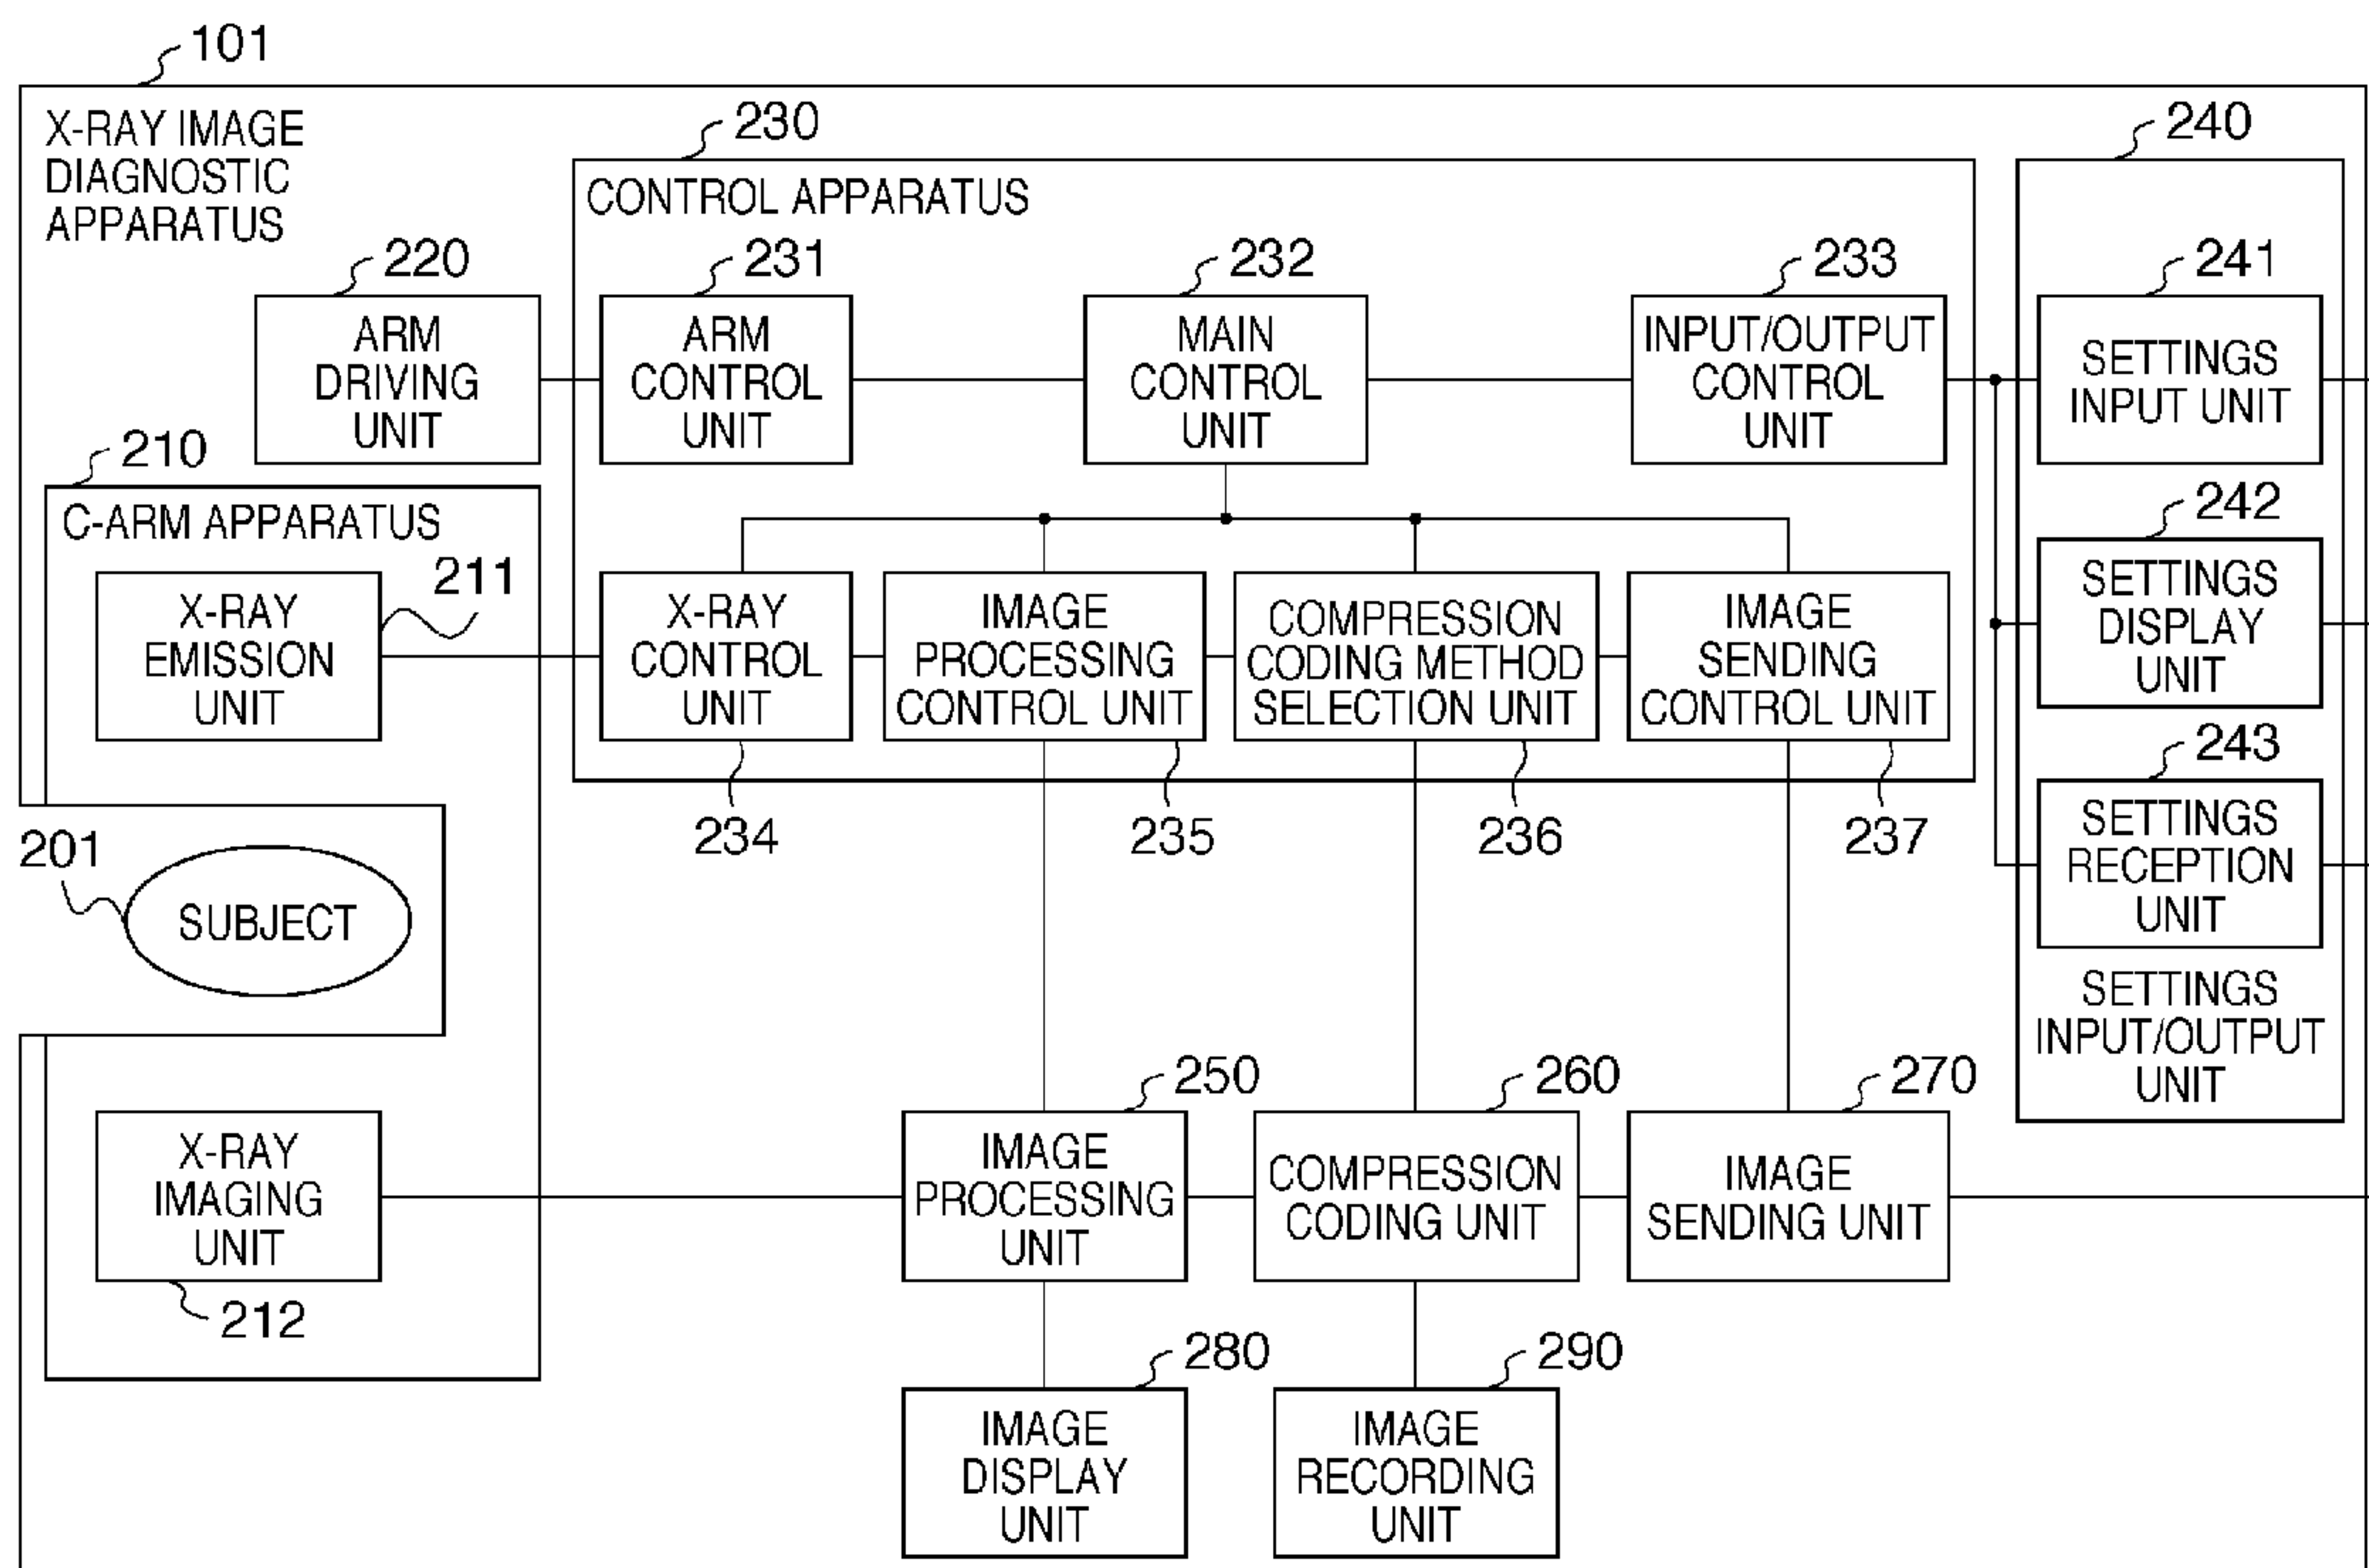 101
X-RAY IMAGE
DIAGNOSTIC
APPARATUS
230
CONTROL APPARATUS
240
220
ARM
DRIVING
UNIT
231
ARM
CONTROL
UNIT
232
MAIN
CONTROL
UNIT
233
INPUT/OUTPUT
CONTROL
UNIT
241
SETTINGS
INPUT UNIT
210
C-ARM APPARATUS
211
X-RAY
EMISSION
UNIT
X-RAY
CONTROL
UNIT
234
IMAGE
PROCESSING
CONTROL UNIT
235
COMPRESSION
CODING METHOD
SELECTION UNIT
236
IMAGE
SENDING
CONTROL UNIT
237
242
SETTINGS
DISPLAY
UNIT
243
SETTINGS
RECEPTION
UNIT
SETTINGS
INPUT/OUTPUT
UNIT
201
SUBJECT
X-RAY
IMAGING
UNIT
212
250
IMAGE
PROCESSING
UNIT
260
COMPRESSION
CODING UNIT
270
IMAGE
SENDING UNIT
280
IMAGE
DISPLAY
UNIT
290
IMAGE
RECORDING
UNIT